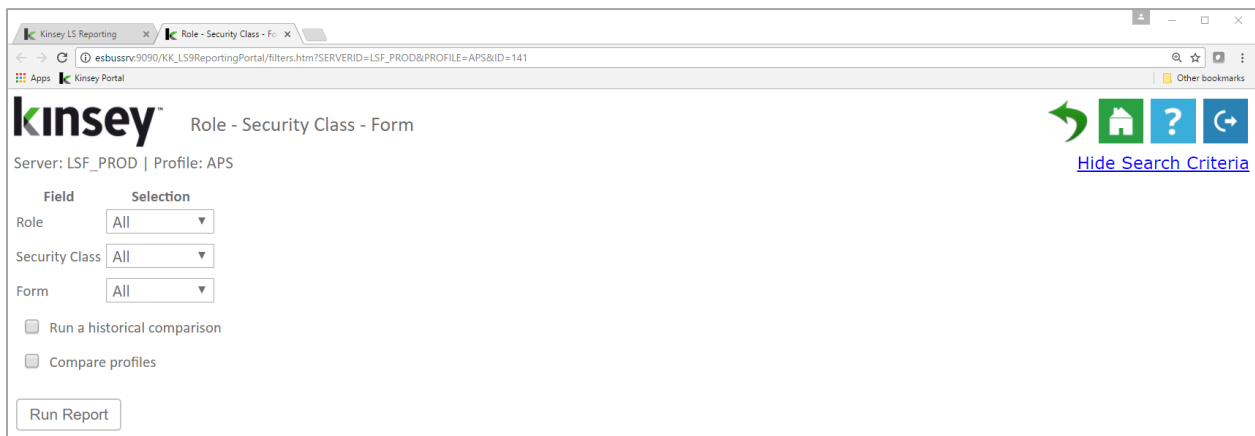 Kinsey LS Reporting
Role - Security Class - Fo
esbussrv:9090/KK_LS9ReportingPortal/filters.htm?SERVERID=LSF_PROD&PROFILE=APS&ID=141
Apps Kinsey Portal Other bookmarks
kinsey™ Role - Security Class - Form
?
Server: LSF_PROD | Profile: APS
Hide Search Criteria
Field Selection
Role All
Security Class All
Form All
Run a historical comparison
Compare profiles
Run Report